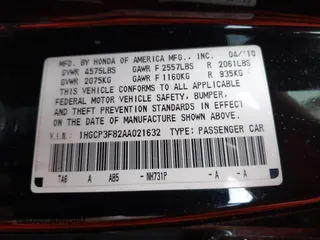 MFD. BY HONDA OF AMERICA MFG., INC. 04/10
GVWR 4575LBS GAWR F 2557LBS R 2061LBS
GVWR 2075KG GAWR F 1160KG R 935KG
THIS VEHICLE CONFORMS TO ALL APPLICABLE
FEDERAL MOTOR VEHICLE SAFETY, BUMPER,
AND THEFT PREVENTION STANDARDS IN EFFECT
ON THE DATE OF MANUFACTURE SHOWN ABOVE.
V.I.N. 1HGCP3F82AA021632 TYPE: PASSENGER CAR
TA6 A AB5 - NH731P - A - A